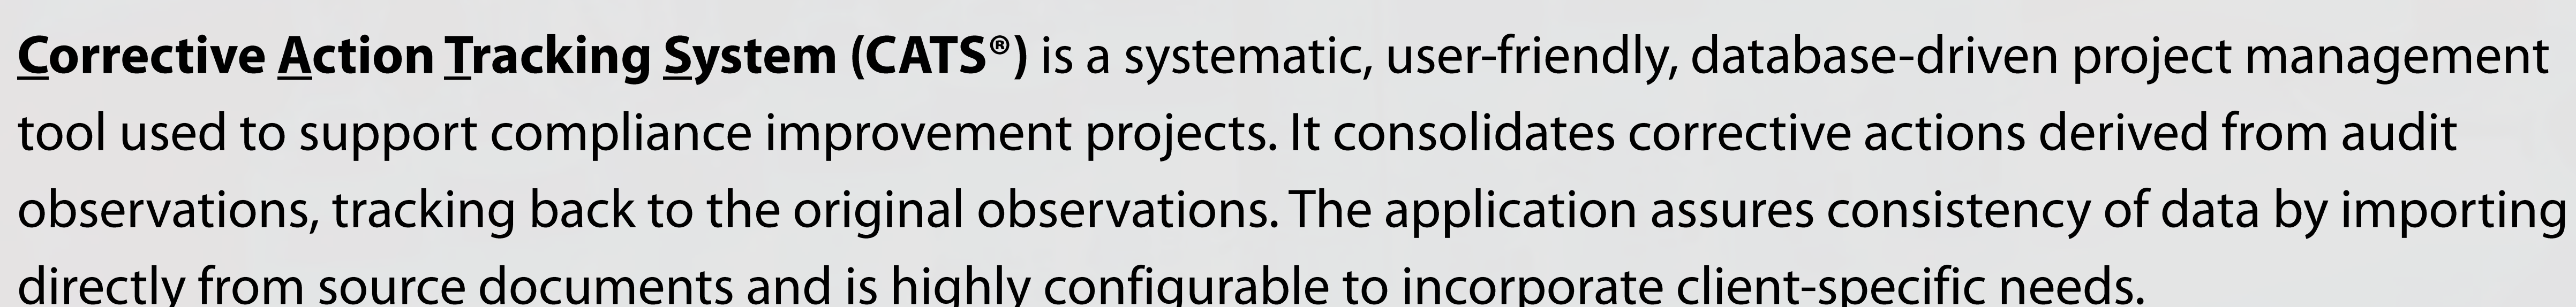 Corrective Action Tracking System (CATS®) is a systematic, user-friendly, database-driven project management
tool used to support compliance improvement projects. It consolidates corrective actions derived from audit
observations, tracking back to the original observations. The application assures consistency of data by importing
directly from source documents and is highly configurable to incorporate client-specific needs.